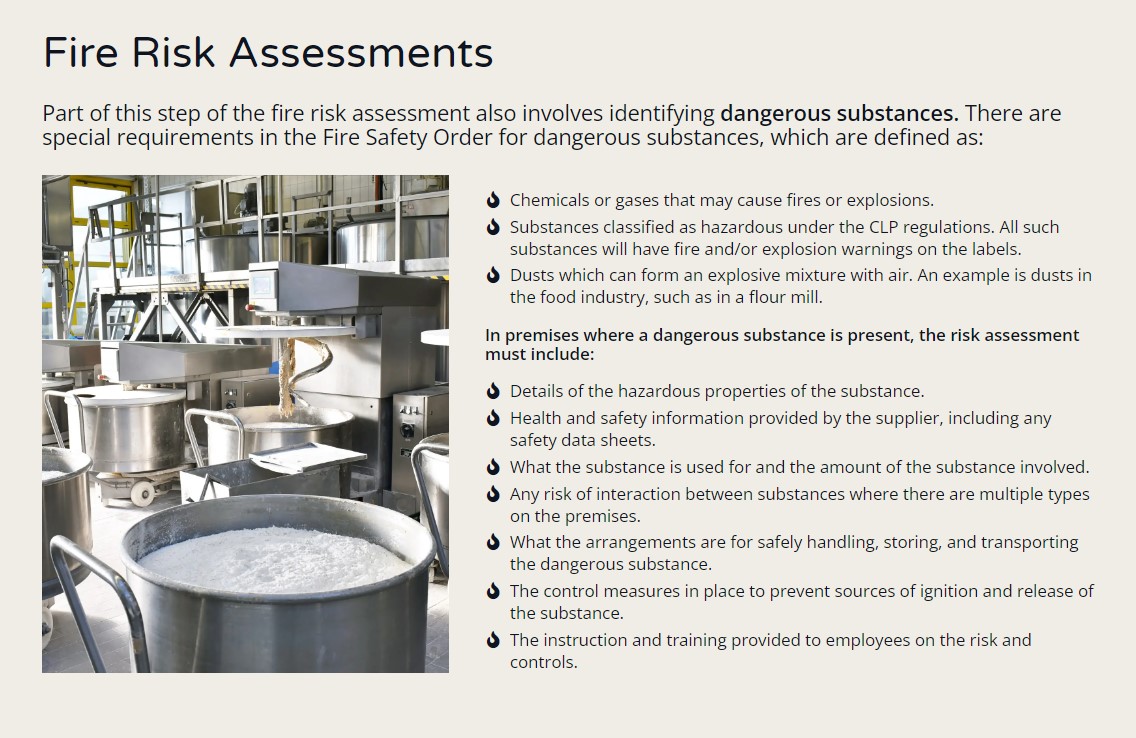 Fire Risk Assessments
Part of this step of the fire risk assessment also involves identifying dangerous substances. There are
special requirements in the Fire Safety Order for dangerous substances, which are defined as:
Chemicals or gases that may cause fires or explosions.
Substances classified as hazardous under the CLP regulations. All such
substances will have fire and/or explosion warnings on the labels.
Dusts which can form an explosive mixture with air. An example is dusts in
the food industry, such as in a flour mill.
In premises where a dangerous substance is present, the risk assessment
must include:
Details of the hazardous properties of the substance.
Health and safety information provided by the supplier, including any
safety data sheets.
What the substance is used for and the amount of the substance involved.
Any risk of interaction between substances where there are multiple types
on the premises.
What the arrangements are for safely handling, storing, and transporting
the dangerous substance.
The control measures in place to prevent sources of ignition and release of
the substance.
The instruction and training provided to employees on the risk and
controls.